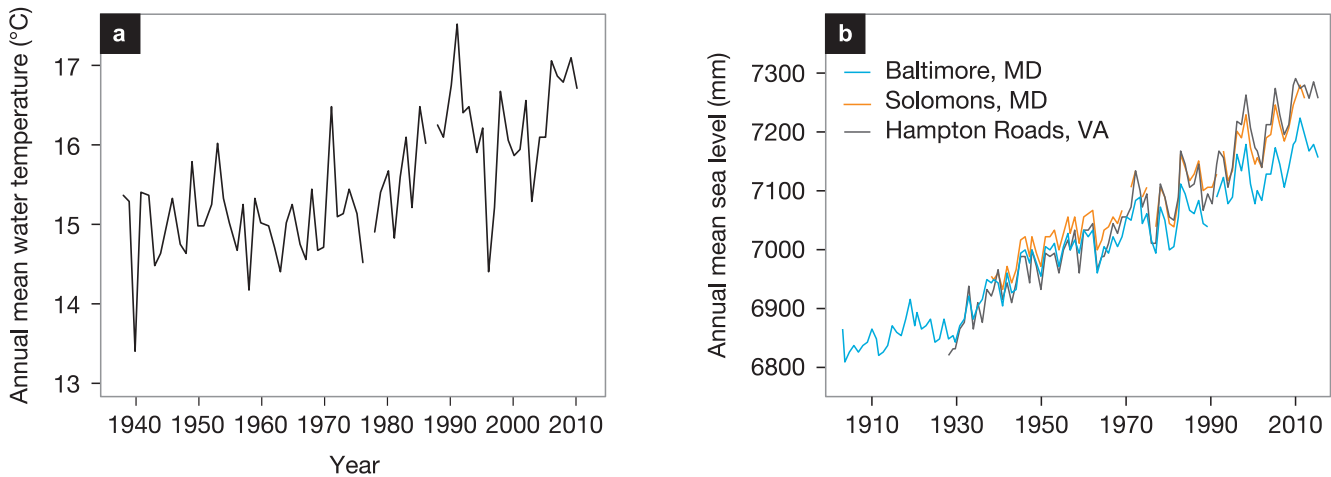 a
Annual mean water temperature (°C)
17
16
15
14
13
1940 1950 1960 1970 1980 1990 2000 2010
Year
b
Annual mean sea level (mm)
Baltimore, MD
Solomons, MD
Hampton Roads, VA
7300
7200
7100
7000
6900
6800
1910 1930 1950 1970 1990 2010